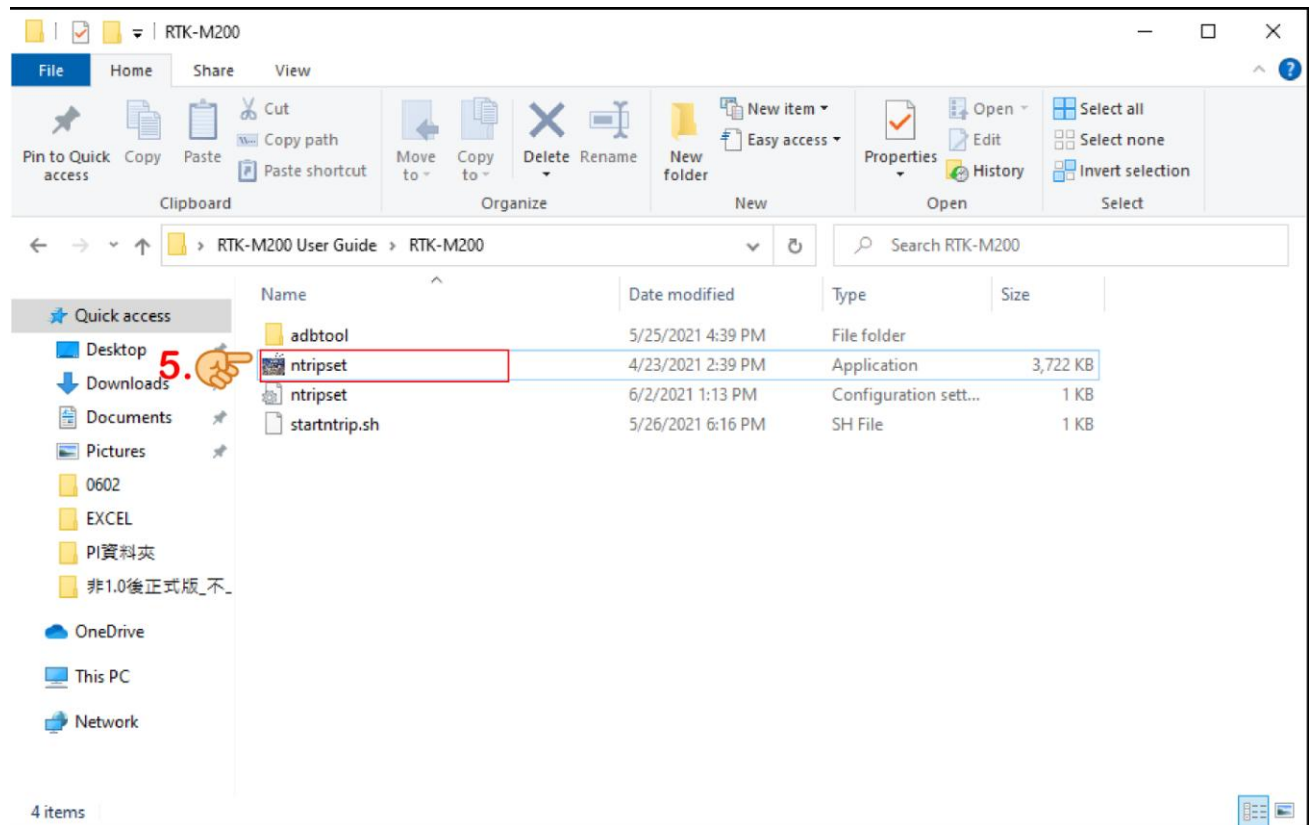 RTK-M200
File Home Share View
Pin to Quick access
Copy
Paste
Cut
Copy path
Paste shortcut
Move to
Copy to
Delete
Rename
New folder
New item
Easy access
Properties
Open
Edit
History
Select all
Select none
Invert selection
Clipboard Organize New Open Select
RTK-M200 User Guide > RTK-M200
Search RTK-M200
Name Date modified Type Size
Quick access
Desktop
Downloads
Documents
Pictures
0602
EXCEL
PI資料夾
非1.0後正式版_不_
OneDrive
This PC
Network
5.
adbtool 5/25/2021 4:39 PM File folder
ntripset 4/23/2021 2:39 PM Application 3,722 KB
ntripset 6/2/2021 1:13 PM Configuration sett... 1 KB
startntrip.sh 5/26/2021 6:16 PM SH File 1 KB
4 items